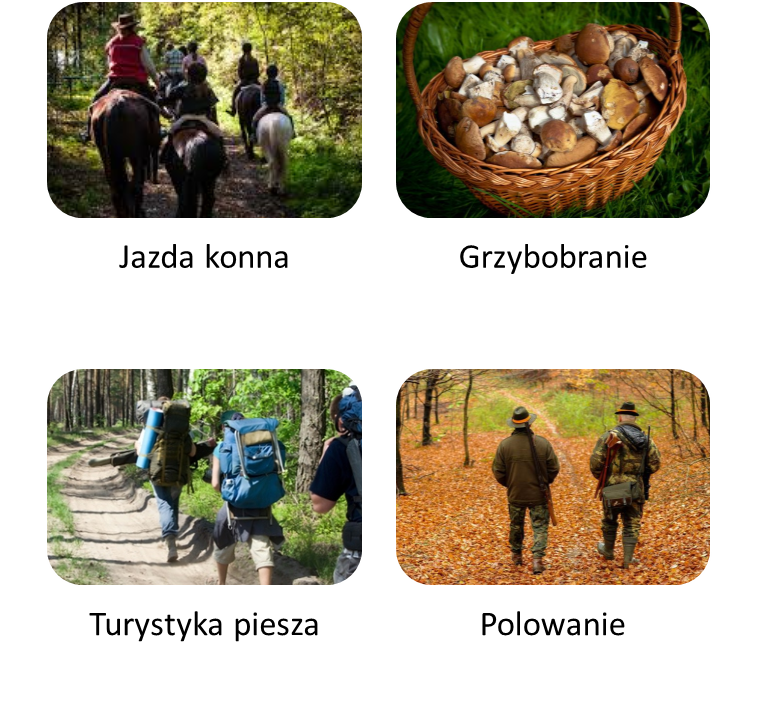 Jazda konna
Grzybobranie
Turystyka piesza
Polowanie